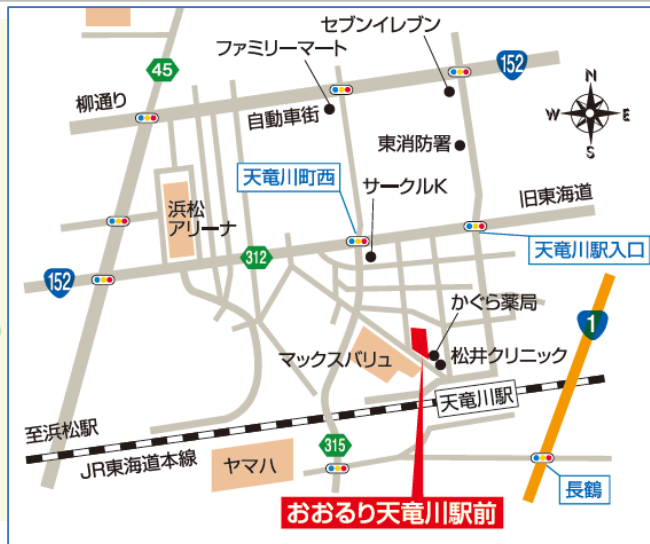 セブンイレブン
ファミリーマート
152
45
柳通り
自動車街
N
W
E
S
東消防署
天竜川町西
サークルK
旧東海道
浜松
アリーナ
312
天竜川駅入口
152
かぐら薬局
1
マックスバリュ
松井クリニック
天竜川駅
至浜松駅
JR東海道本線
ヤマハ
315
長鶴
おおるり天竜川駅前